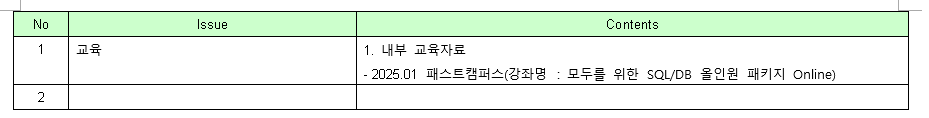 No Issue Contents
1 교육 1. 내부 교육자료
- 2025.01 패스트캠퍼스(강좌명 : 모두를 위한 SQL/DB 올인원 패키지 Online)
2